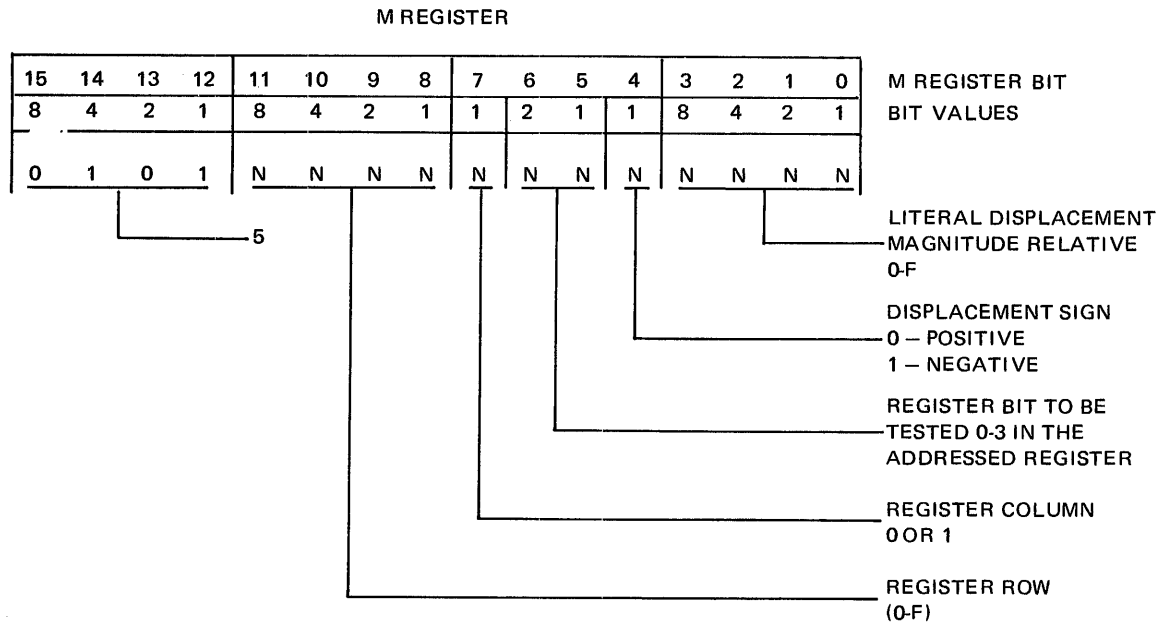 M REGISTER
15 14 13 12 11 10 9 8 7 6 5 4 3 2 1 0 M REGISTER BIT
8 4 2 1 8 4 2 1 1 2 1 1 8 4 2 1 BIT VALUES
0 1 0 1 N N N N N N N N N N N N
5
LITERAL DISPLACEMENT
MAGNITUDE RELATIVE
0-F
DISPLACEMENT SIGN
0 – POSITIVE
1 – NEGATIVE
REGISTER BIT TO BE
TESTED 0-3 IN THE
ADDRESSED REGISTER
REGISTER COLUMN
0 OR 1
REGISTER ROW
(0-F)